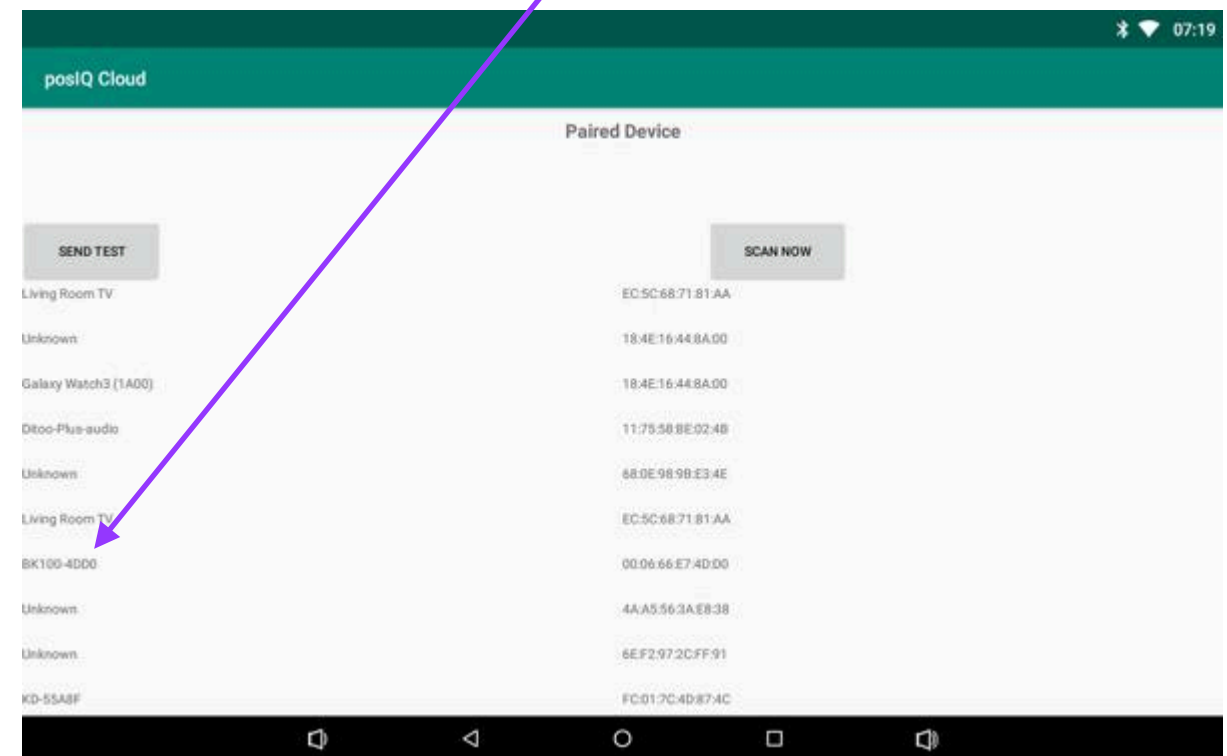 07:19
posIQ Cloud
Paired Device
SEND TEST SCAN NOW
Living Room TV EC:5C:68:71:81:AA
Unknown 18:4E:16:44:8A:00
Galaxy Watch3 (1A00) 18:4E:16:44:8A:00
Ditoo-Plus-audio 11:75:58:BE:02:4B
Unknown 68:0E:98:9B:E3:4E
Living Room TV EC:5C:68:71:81:AA
BK100-4DD0 00:06:66:E7:4D:D0
Unknown 4A:A5:56:3A:E8:38
Unknown 6E:F2:97:2C:FF:91
KD-55A8F FC:01:7C:4D:87:4C